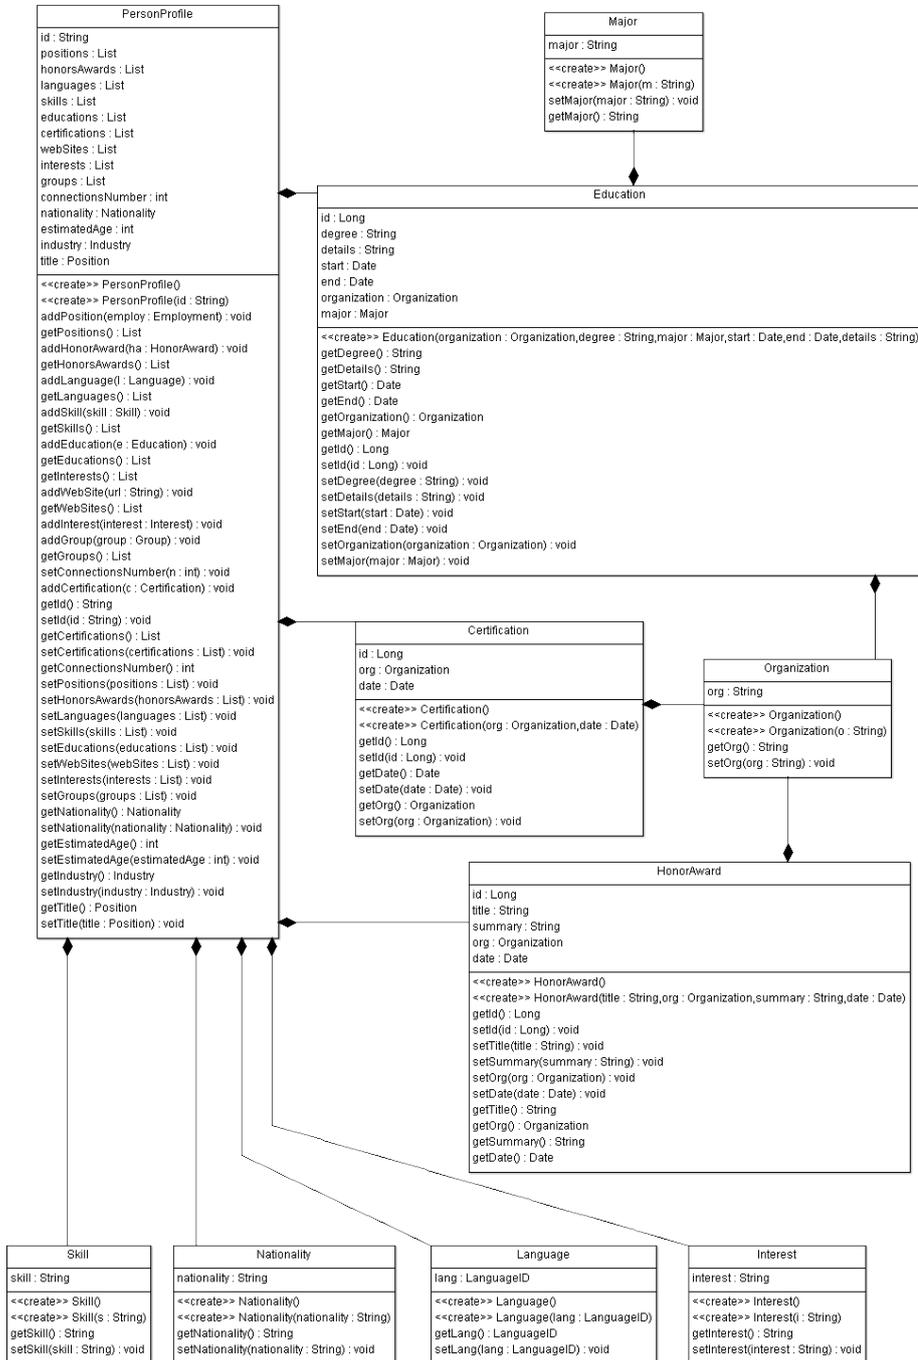 PersonProfile
id : String
positions : List
honorsAwards : List
languages : List
skills : List
educations : List
certifications : List
webSites : List
interests : List
groups : List
connectionsNumber : int
nationality : Nationality
estimatedAge : int
industry : Industry
title : Position
<<create>> PersonProfile()
<<create>> PersonProfile(id : String)
addPosition(employ : Employment) : void
getPositions() : List
addHonorAward(ha : HonorAward) : void
getHonorsAwards() : List
addLanguage(l : Language) : void
getLanguages() : List
addSkill(skill : Skill) : void
getSkills() : List
addEducation(e : Education) : void
getEducations() : List
getInterests() : List
addWebSite(url : String) : void
getWebSites() : List
addInterest(interest : Interest) : void
addGroup(group : Group) : void
getGroups() : List
setConnectionsNumber(n : int) : void
addCertification(c : Certification) : void
getId() : String
setId(id : String) : void
getCertifications() : List
setCertifications(certifications : List) : void
getConnectionsNumber() : int
setPositions(positions : List) : void
setHonorsAwards(honorsAwards : List) : void
setLanguages(languages : List) : void
setSkills(skills : List) : void
setEducations(educations : List) : void
setWebSites(webSites : List) : void
setInterests(interests : List) : void
setGroups(groups : List) : void
getNationality() : Nationality
setNationality(nationality : Nationality) : void
getEstimatedAge() : int
setEstimatedAge(estimatedAge : int) : void
getIndustry() : Industry
setIndustry(industry : Industry) : void
getTitle() : Position
setTitle(title : Position) : void
Major
major : String
<<create>> Major()
<<create>> Major(m : String)
setMajor(major : String) : void
getMajor() : String
Education
id : Long
degree : String
details : String
start : Date
end : Date
organization : Organization
major : Major
<<create>> Education(organization : Organization,degree : String,major : Major,start : Date,end : Date,details : String)
getDegree() : String
getDetails() : String
getStart() : Date
getEnd() : Date
getOrganization() : Organization
getMajor() : Major
getId() : Long
setId(id : Long) : void
setDegree(degree : String) : void
setDetails(details : String) : void
setStart(start : Date) : void
setEnd(end : Date) : void
setOrganization(organization : Organization) : void
setMajor(major : Major) : void
Certification
id : Long
org : Organization
date : Date
<<create>> Certification()
<<create>> Certification(org : Organization,date : Date)
getId() : Long
setId(id : Long) : void
getDate() : Date
setDate(date : Date) : void
getOrg() : Organization
setOrg(org : Organization) : void
Organization
org : String
<<create>> Organization()
<<create>> Organization(o : String)
getOrg() : String
setOrg(org : String) : void
HonorAward
id : Long
title : String
summary : String
org : Organization
date : Date
<<create>> HonorAward()
<<create>> HonorAward(title : String,org : Organization,summary : String,date : Date)
getId() : Long
setId(id : Long) : void
setTitle(title : String) : void
setSummary(summary : String) : void
setOrg(org : Organization) : void
setDate(date : Date) : void
getTitle() : String
getOrg() : Organization
getSummary() : String
getDate() : Date
Skill
skill : String
<<create>> Skill()
<<create>> Skill(s : String)
getSkill() : String
setSkill(skill : String) : void
Nationality
nationality : String
<<create>> Nationality()
<<create>> Nationality(nationality : String)
getNationality() : String
setNationality(nationality : String) : void
Language
lang : LanguageID
<<create>> Language()
<<create>> Language(lang : LanguageID)
getLang() : LanguageID
setLang(lang : LanguageID) : void
Interest
interest : String
<<create>> Interest()
<<create>> Interest(i : String)
getInterest() : String
setInterest(interest : String) : void